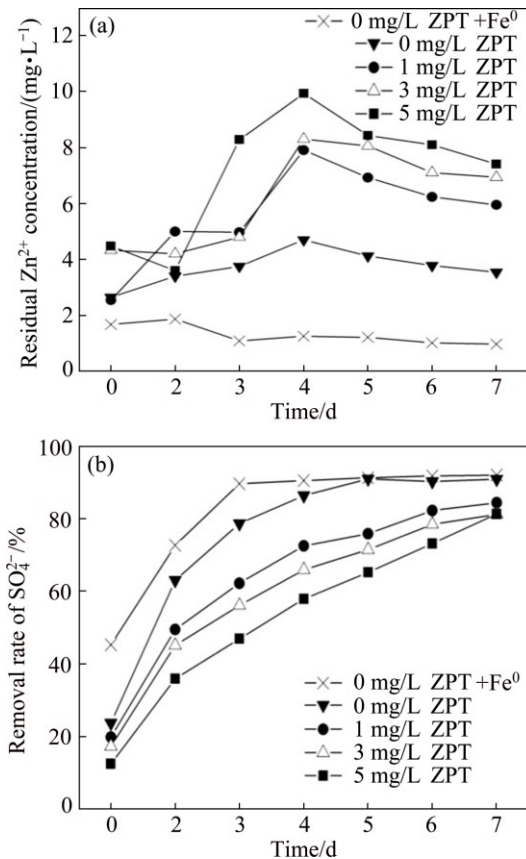 (a)
0 mg/L ZPT +Fe⁰
0 mg/L ZPT
1 mg/L ZPT
3 mg/L ZPT
5 mg/L ZPT
Residual Zn²⁺ concentration/(mg•L⁻¹)
12
10
8
6
4
2
0
0 2 3 4 5 6 7
Time/d
(b)
Removal rate of SO₄²⁻/%
100
80
60
40
20
0
0 mg/L ZPT +Fe⁰
0 mg/L ZPT
1 mg/L ZPT
3 mg/L ZPT
5 mg/L ZPT
0 2 3 4 5 6 7
Time/d